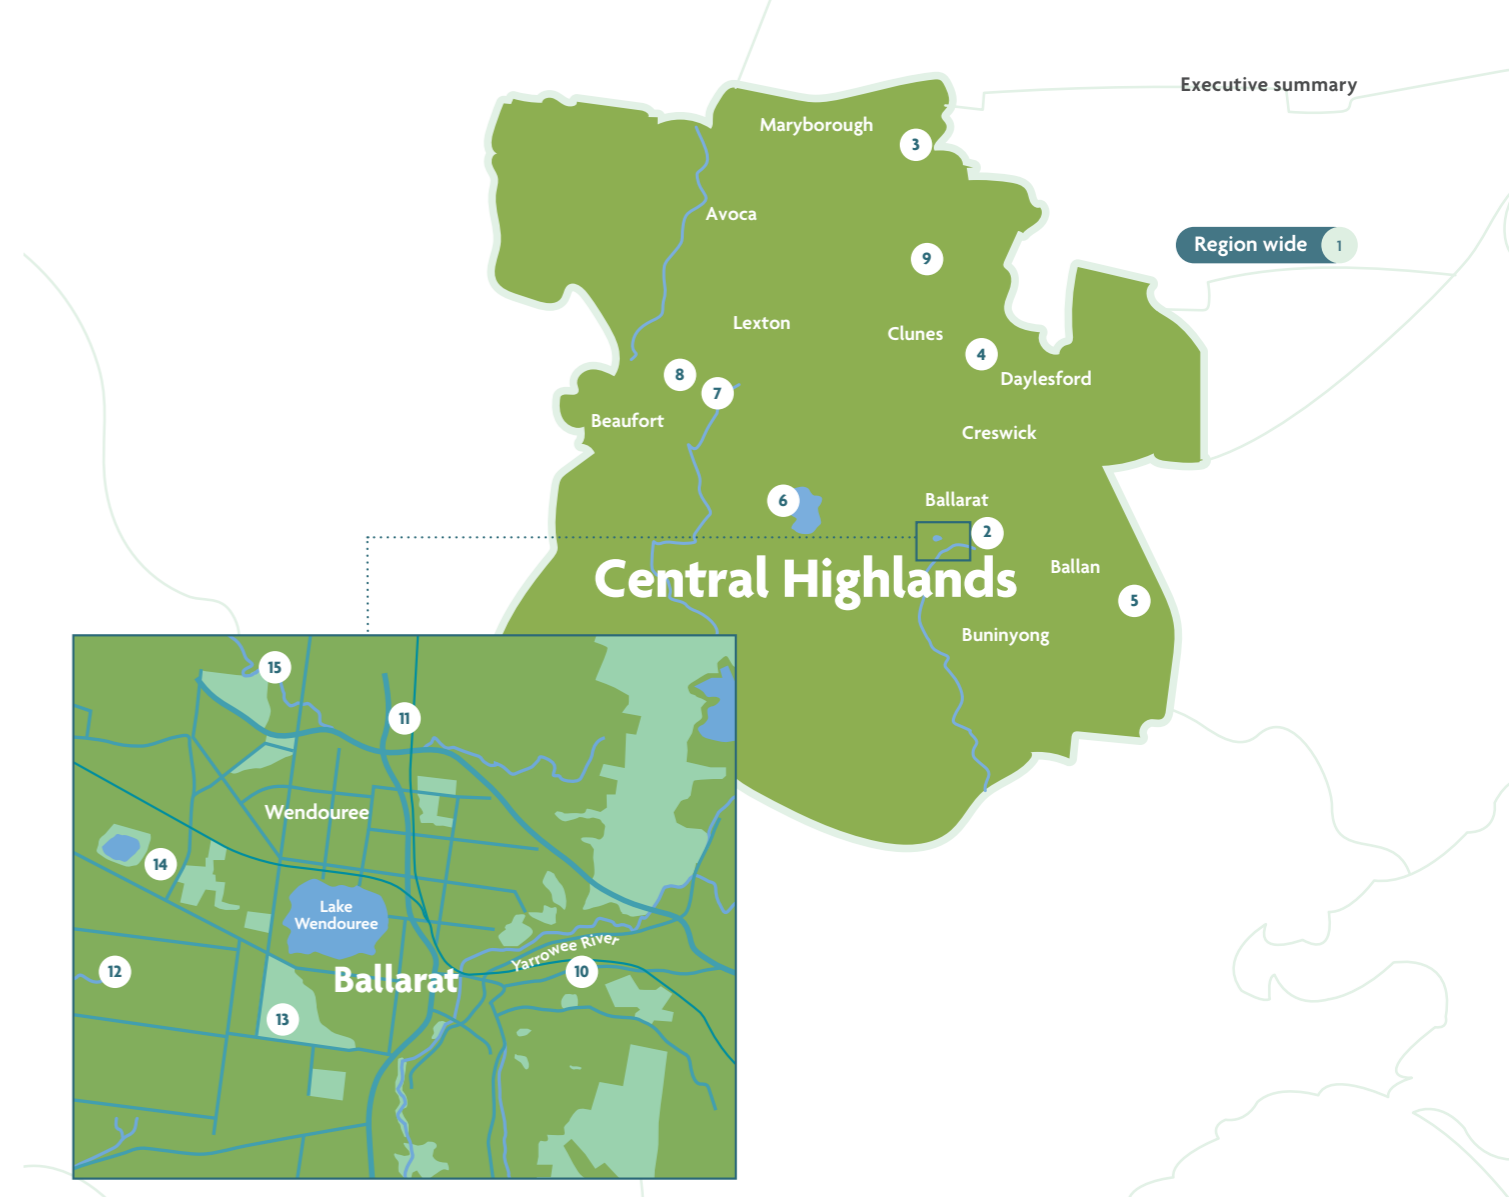 Executive summary
Maryborough
3
Avoca
Region wide 1
9
Lexton
Clunes
4
8
Daylesford
7
Beaufort
Creswick
6
Ballarat
2
Central Highlands
Ballan
5
Buninyong
15
11
Wendouree
14
Lake
Wendouree
Yarrowee River
12
Ballarat
10
13